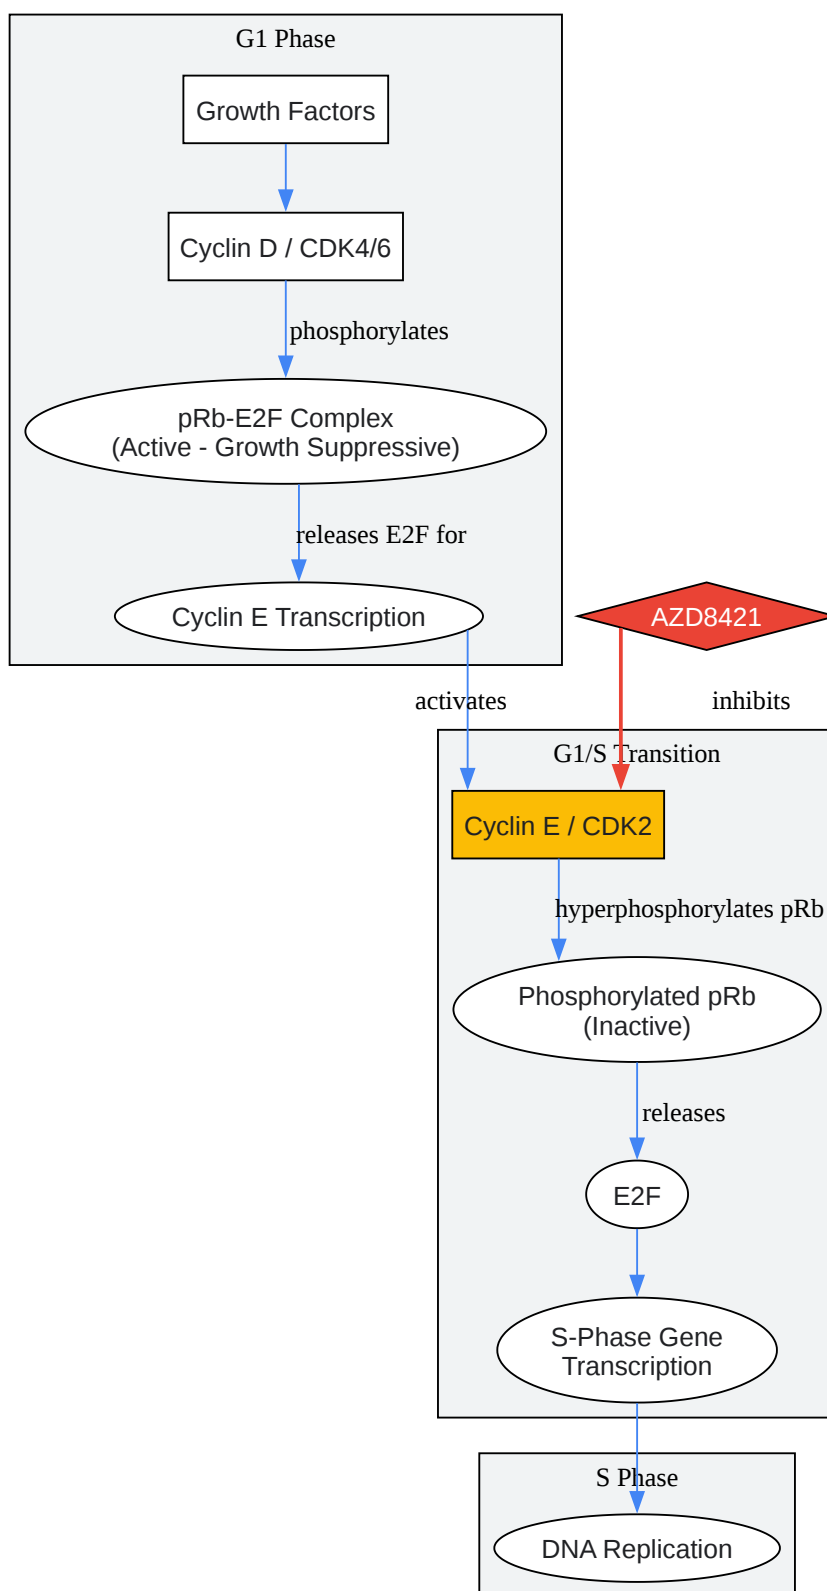 G1 Phase
Growth Factors
Cyclin D / CDK4/6
phosphorylates
pRb-E2F Complex
(Active - Growth Suppressive)
releases E2F for
Cyclin E Transcription
AZD8421
activates
inhibits
G1/S Transition
Cyclin E / CDK2
hyperphosphorylates pRb
Phosphorylated pRb
(Inactive)
releases
E2F
S-Phase Gene
Transcription
S Phase
DNA Replication